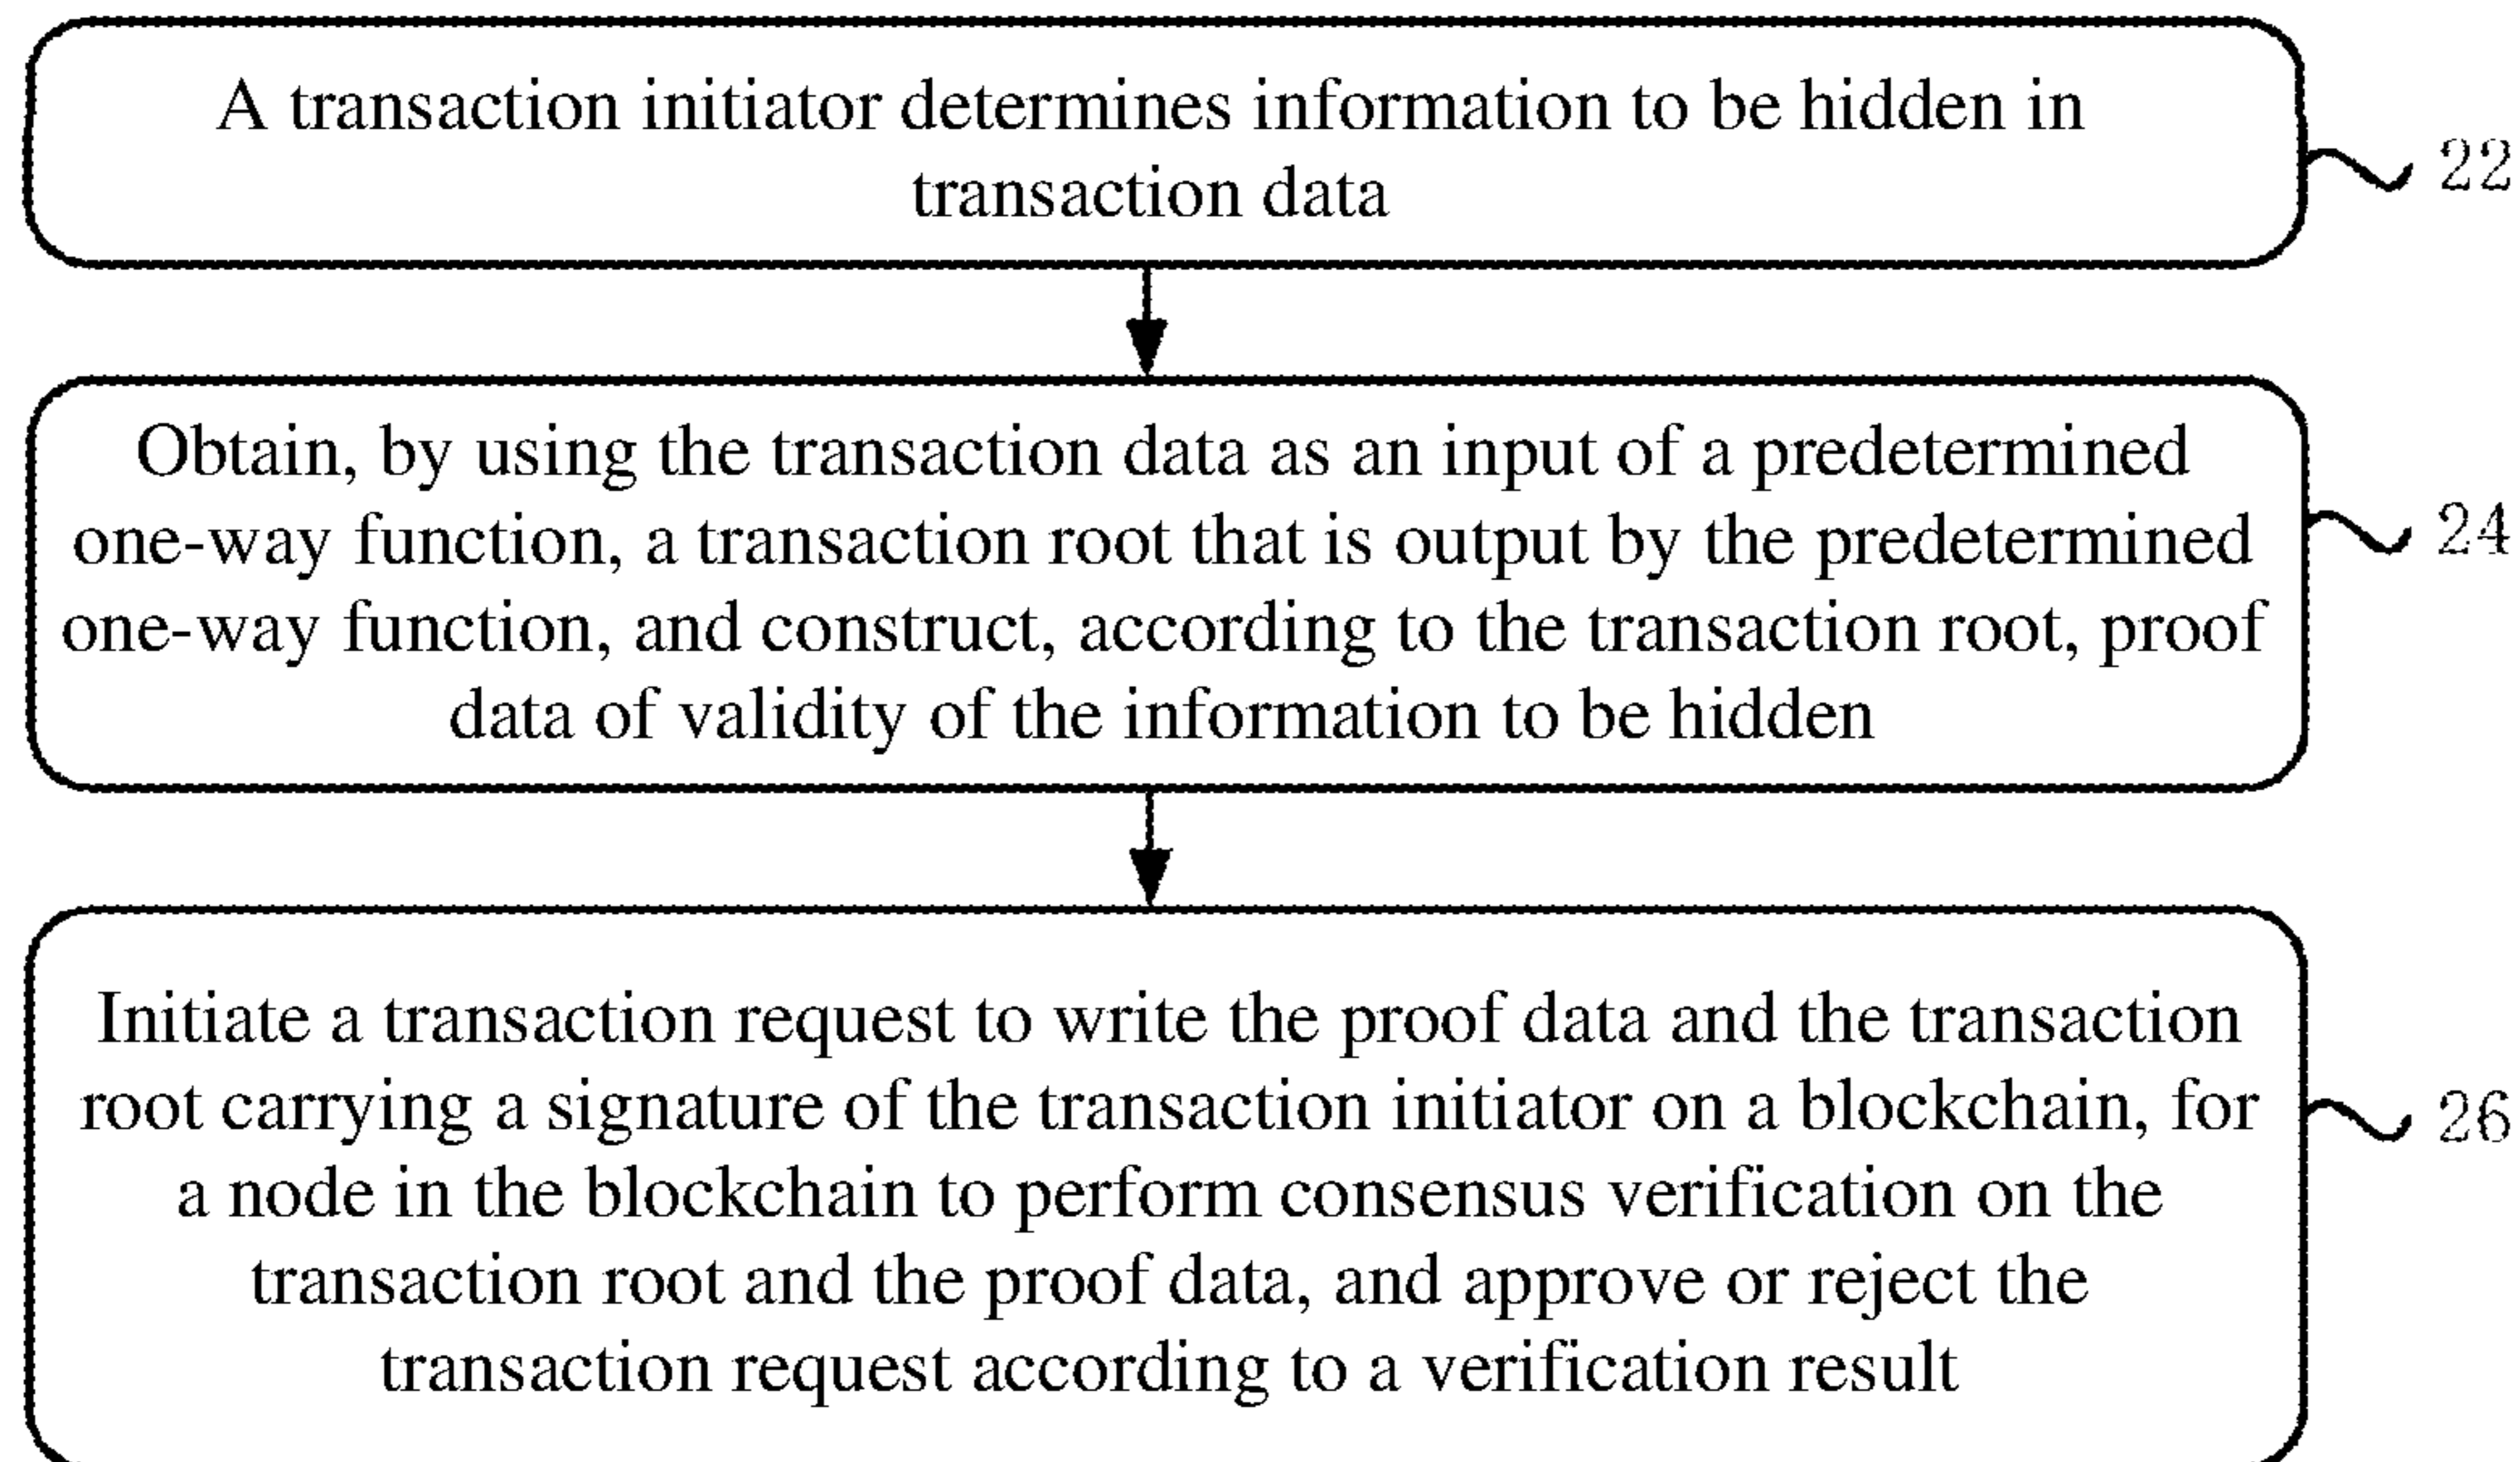 A transaction initiator determines information to be hidden in
transaction data
22
Obtain, by using the transaction data as an input of a predetermined
one-way function, a transaction root that is output by the predetermined
one-way function, and construct, according to the transaction root, proof
data of validity of the information to be hidden
24
Initiate a transaction request to write the proof data and the transaction
root carrying a signature of the transaction initiator on a blockchain, for
a node in the blockchain to perform consensus verification on the
transaction root and the proof data, and approve or reject the
transaction request according to a verification result
26